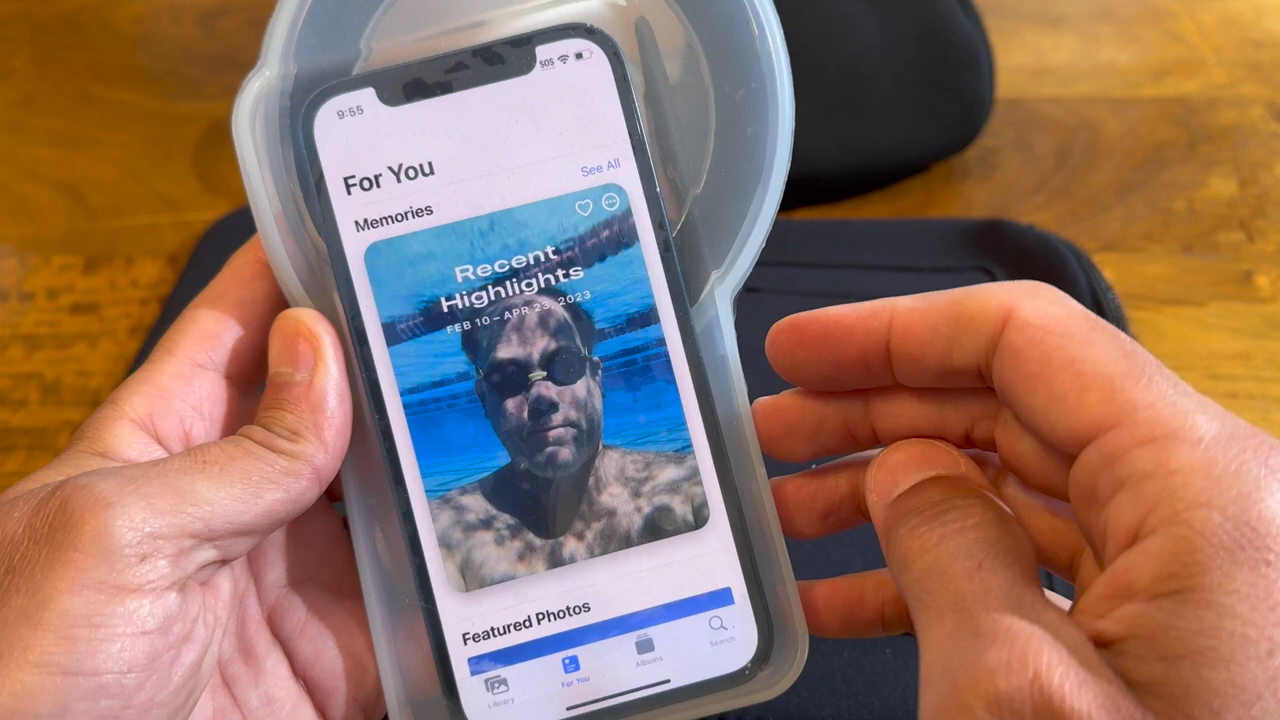 9:55
SOS
For You
See All
Memories
Recent
Highlights
FEB 10 – APR 23, 2023
Featured Photos
Library
For You
Albums
Search